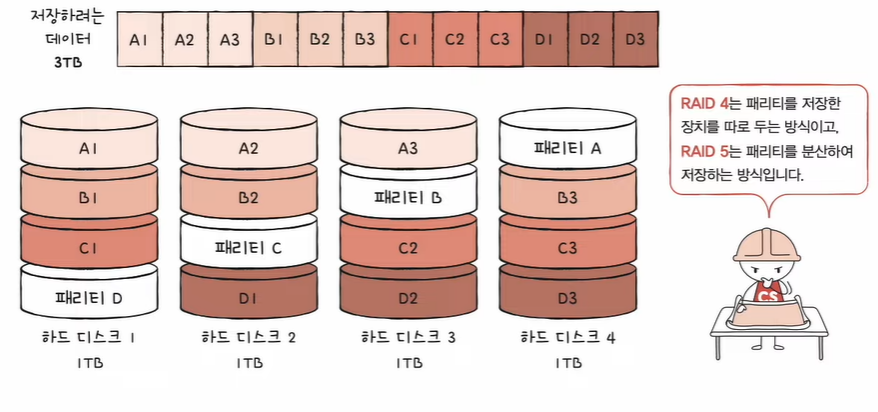 저장하려는
데이터
3TB
A1 A2 A3 B1 B2 B3 C1 C2 C3 D1 D2 D3
RAID 4는 패리티를 저장한
장치를 따로 두는 방식이고,
RAID 5는 패리티를 분산하여
저장하는 방식입니다.
A1 A2 A3 패리티 A
B1 B2 패리티 B B3
C1 패리티 C C2 C3
패리티 D D1 D2 D3
하드 디스크 1 하드 디스크 2 하드 디스크 3 하드 디스크 4
1TB 1TB 1TB 1TB
CS